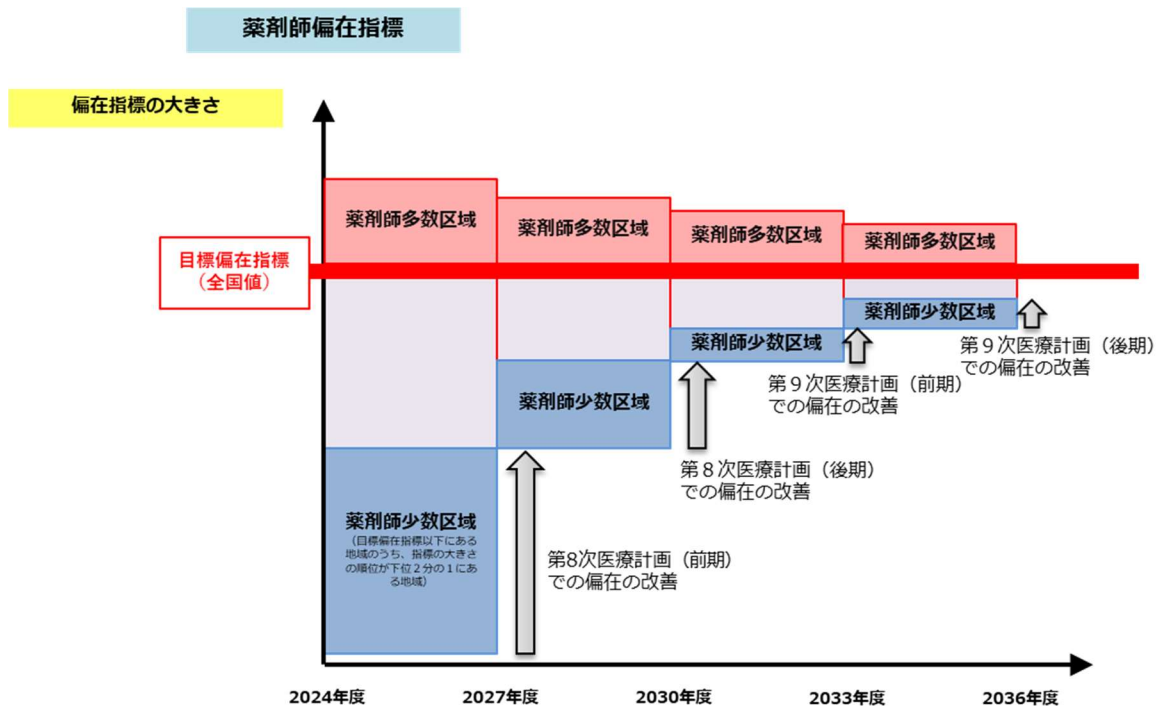 薬剤師偏在指標
偏在指標の大きさ
薬剤師多数区域
薬剤師多数区域
薬剤師多数区域
薬剤師多数区域
目標偏在指標
（全国値）
薬剤師少数区域
第９次医療計画（後期）
での偏在の改善
薬剤師少数区域
第９次医療計画（前期）
での偏在の改善
薬剤師少数区域
第８次医療計画（後期）
での偏在の改善
薬剤師少数区域
（目標偏在指標以下にある
地域のうち、指標の大きさ
の順位が下位２分の１にあ
る地域）
第8次医療計画（前期）
での偏在の改善
2024年度
2027年度
2030年度
2033年度
2036年度